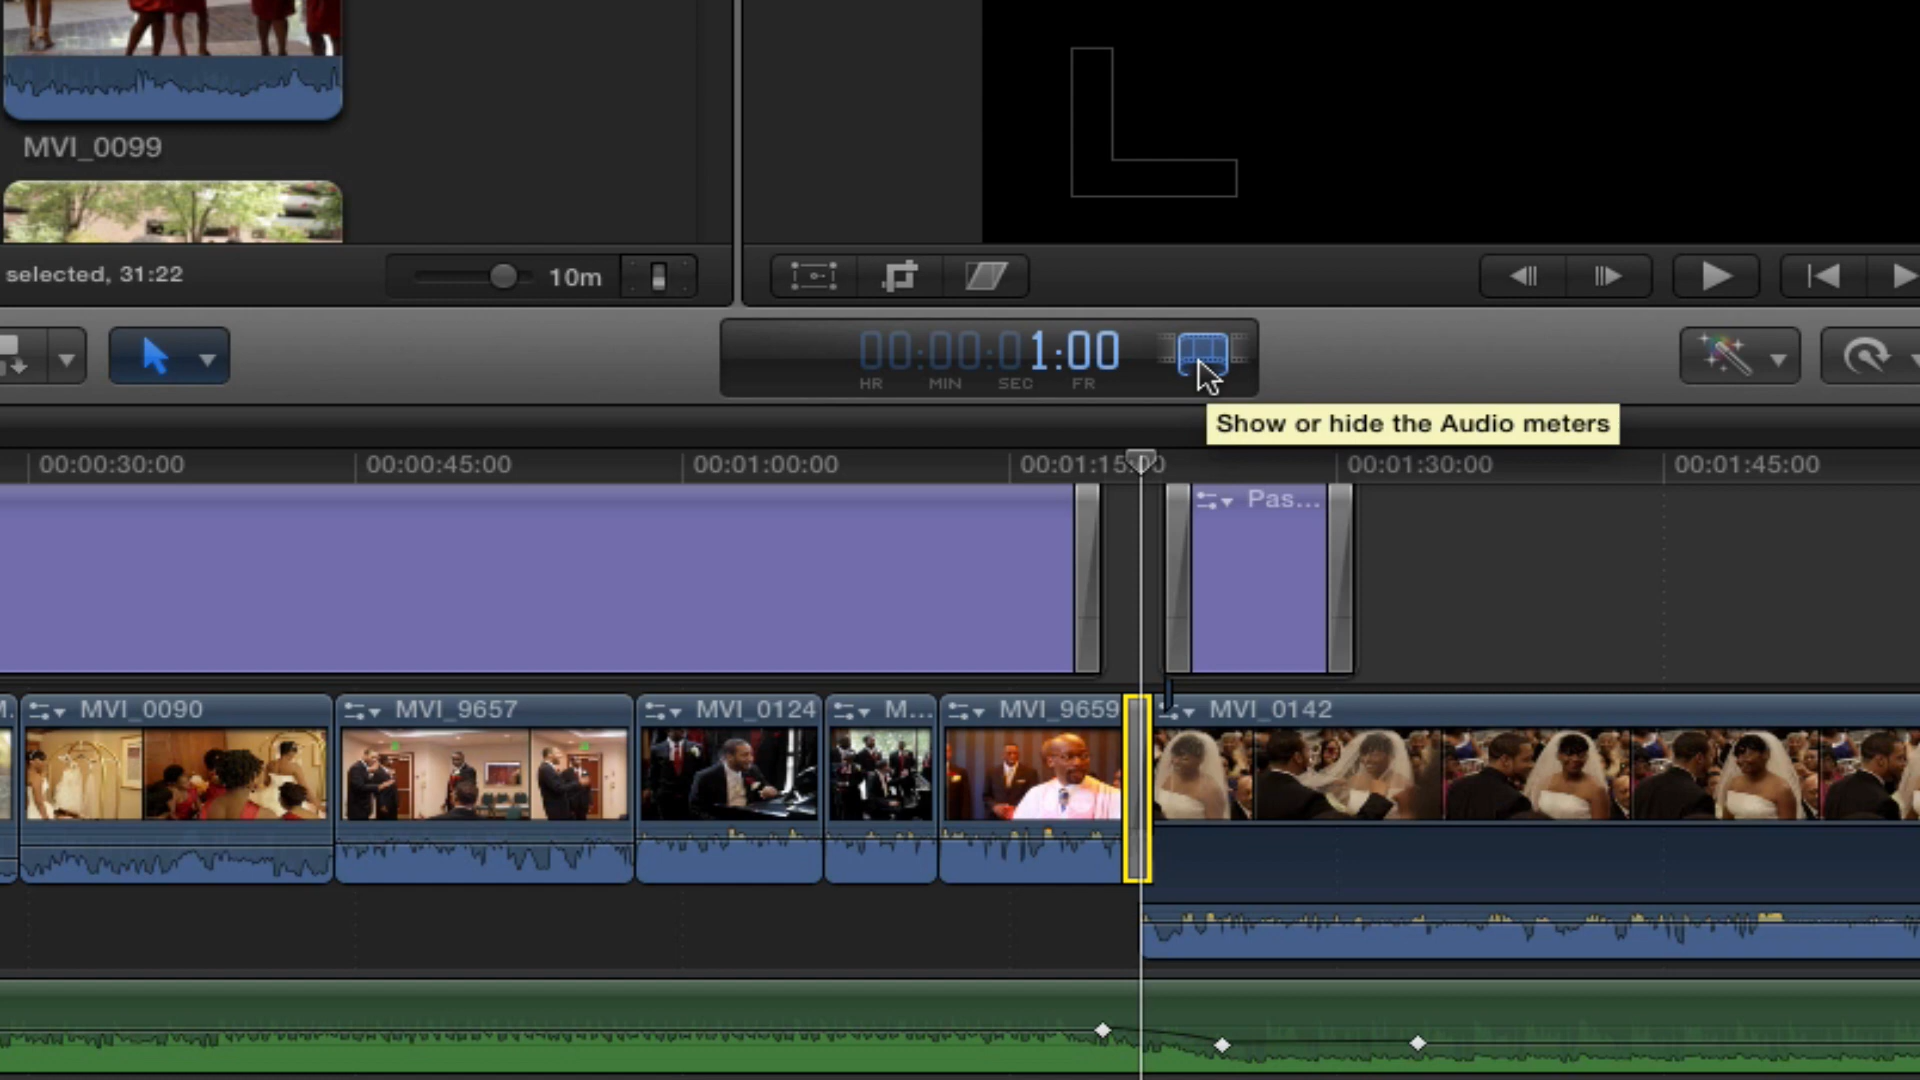 MVI_0099
selected, 31:22
10m
00:00:01:00
HR MIN SEC FR
Show or hide the Audio meters
00:00:30:00 00:00:45:00 00:01:00:00 00:01:15:00 00:01:30:00 00:01:45:00
Pas...
MVI_0090 MVI_9657 MVI_0124 M... MVI_9659 MVI_0142